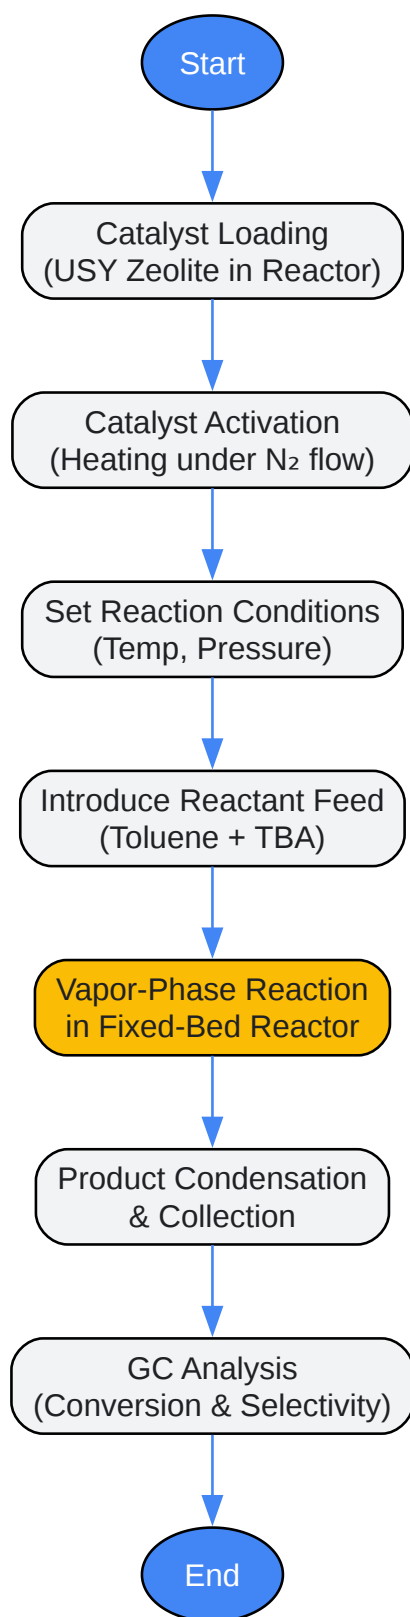 Start
Catalyst Loading
(USY Zeolite in Reactor)
Catalyst Activation
(Heating under N₂ flow)
Set Reaction Conditions
(Temp, Pressure)
Introduce Reactant Feed
(Toluene + TBA)
Vapor-Phase Reaction
in Fixed-Bed Reactor
Product Condensation
& Collection
GC Analysis
(Conversion & Selectivity)
End